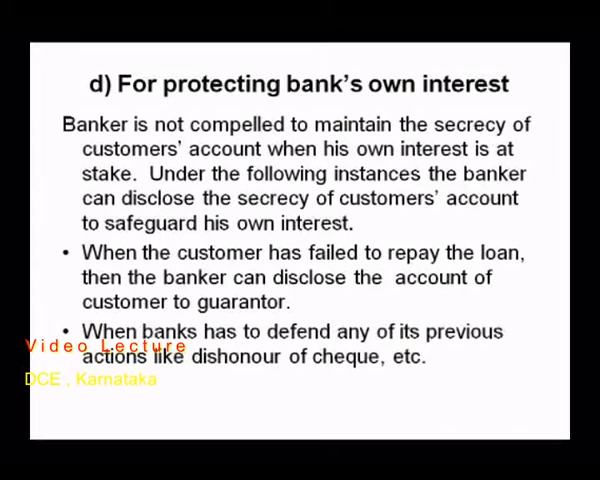 d) For protecting bank's own interest
Banker is not compelled to maintain the secrecy of
customers' account when his own interest is at
stake. Under the following instances the banker
can disclose the secrecy of customers' account
to safeguard his own interest.
• When the customer has failed to repay the loan,
then the banker can disclose the account of
customer to guarantor.
• When banks has to defend any of its previous
Video Lecture
actions like dishonour of cheque, etc.
DCE , Karnataka